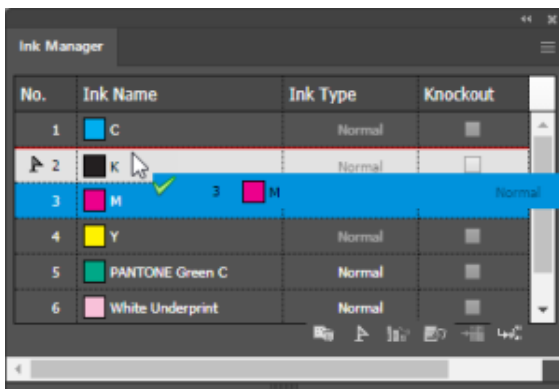 Ink Manager
No. Ink Name Ink Type Knockout
1 C Normal
2 K Normal
3 M 3 M Normal
4 Y Normal
5 PANTONE Green C Normal
6 White Underprint Normal